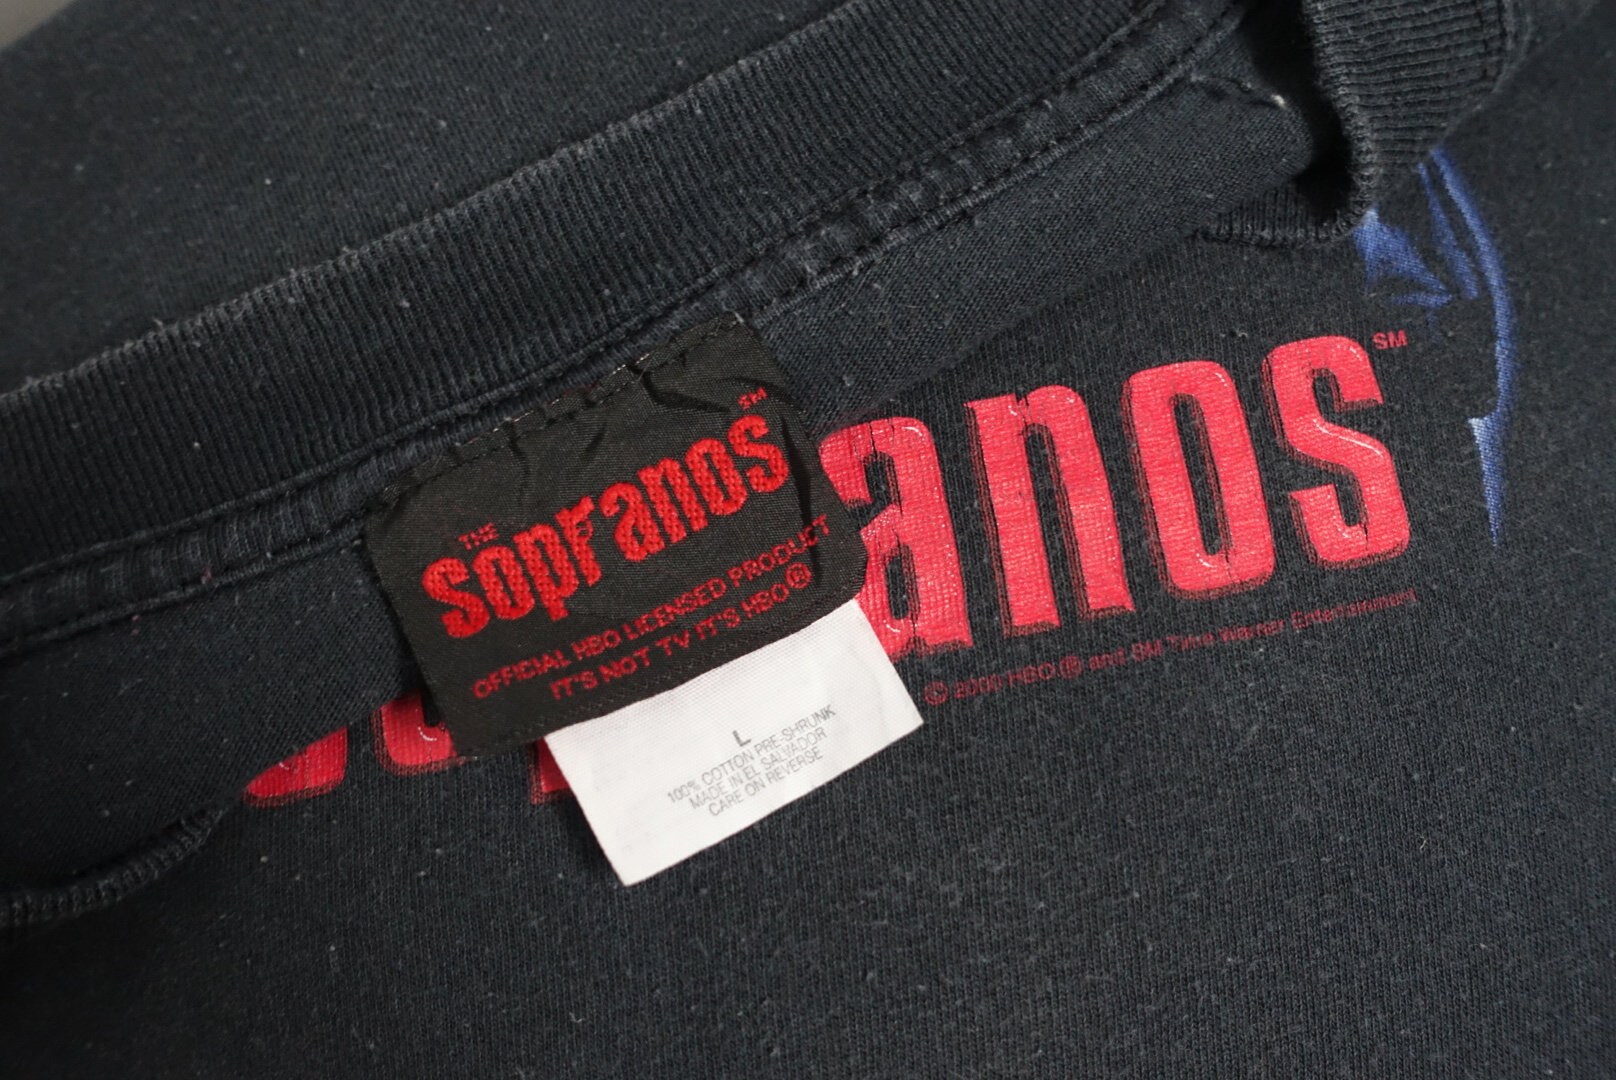 THE
sopranos SM
OFFICIAL HBO LICENSED PRODUCT
IT'S NOT TV IT'S HBO®
L
100% COTTON PRE-SHRUNK
MADE IN EL SALVADOR
CARE ON REVERSE
anos SM
© 2000 HBO.® and SM Time Warner Entertainment